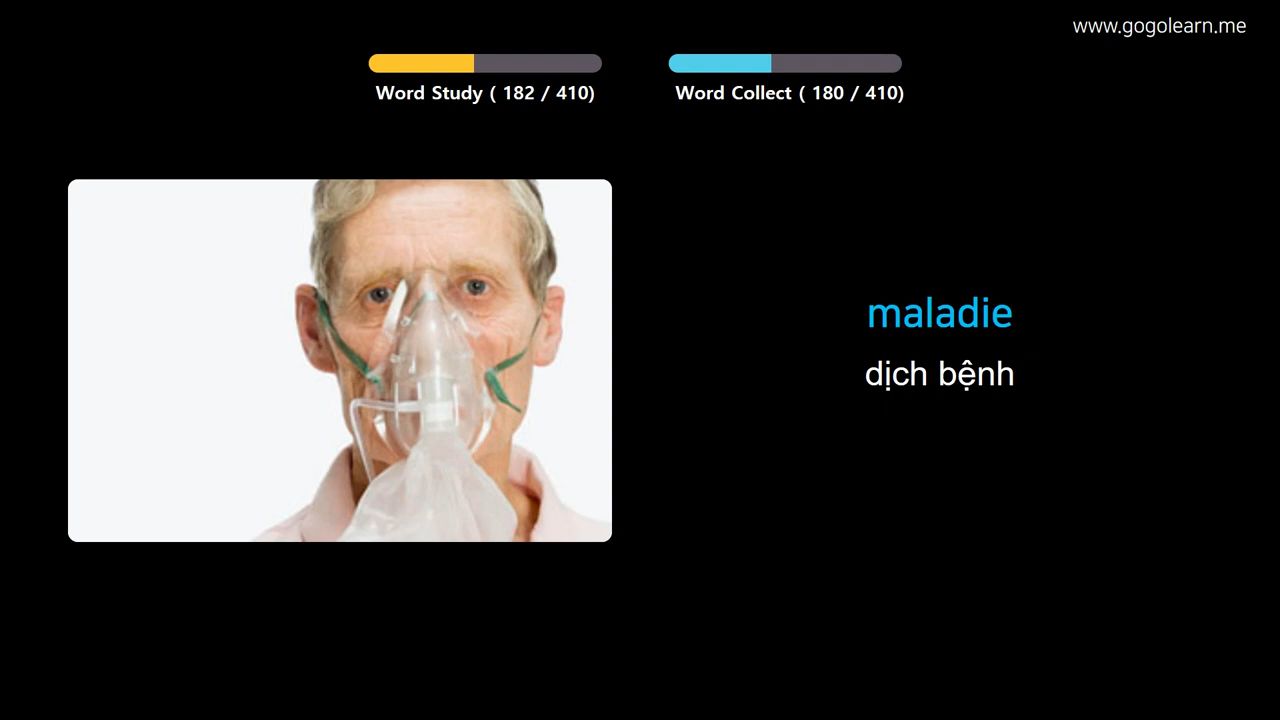 www.gogolearn.me
Word Study ( 182 / 410)
Word Collect ( 180 / 410)
maladie
dịch bệnh